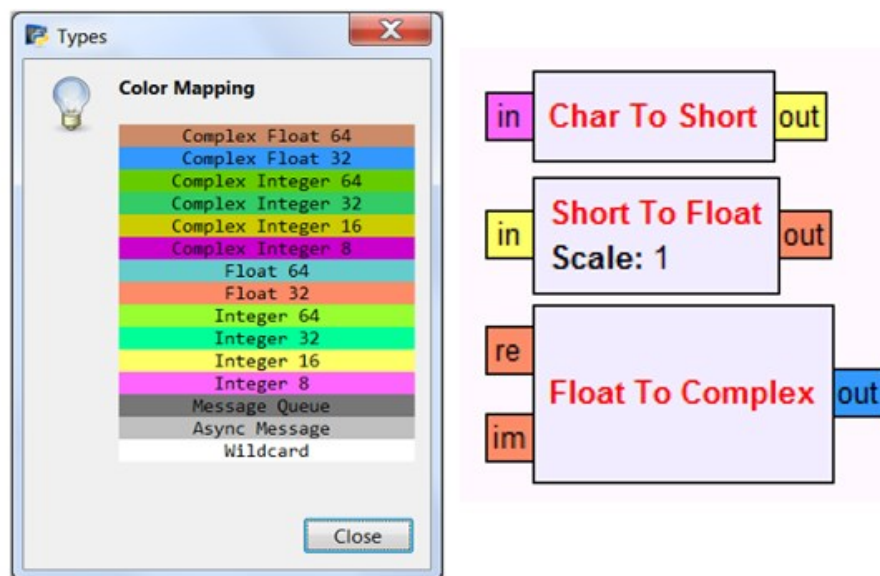 Types
Color Mapping
Complex Float 64
Complex Float 32
Complex Integer 64
Complex Integer 32
Complex Integer 16
Complex Integer 8
Float 64
Float 32
Integer 64
Integer 32
Integer 16
Integer 8
Message Queue
Async Message
Wildcard
Close
in
Char To Short
out
in
Short To Float
Scale: 1
out
re
im
Float To Complex
out